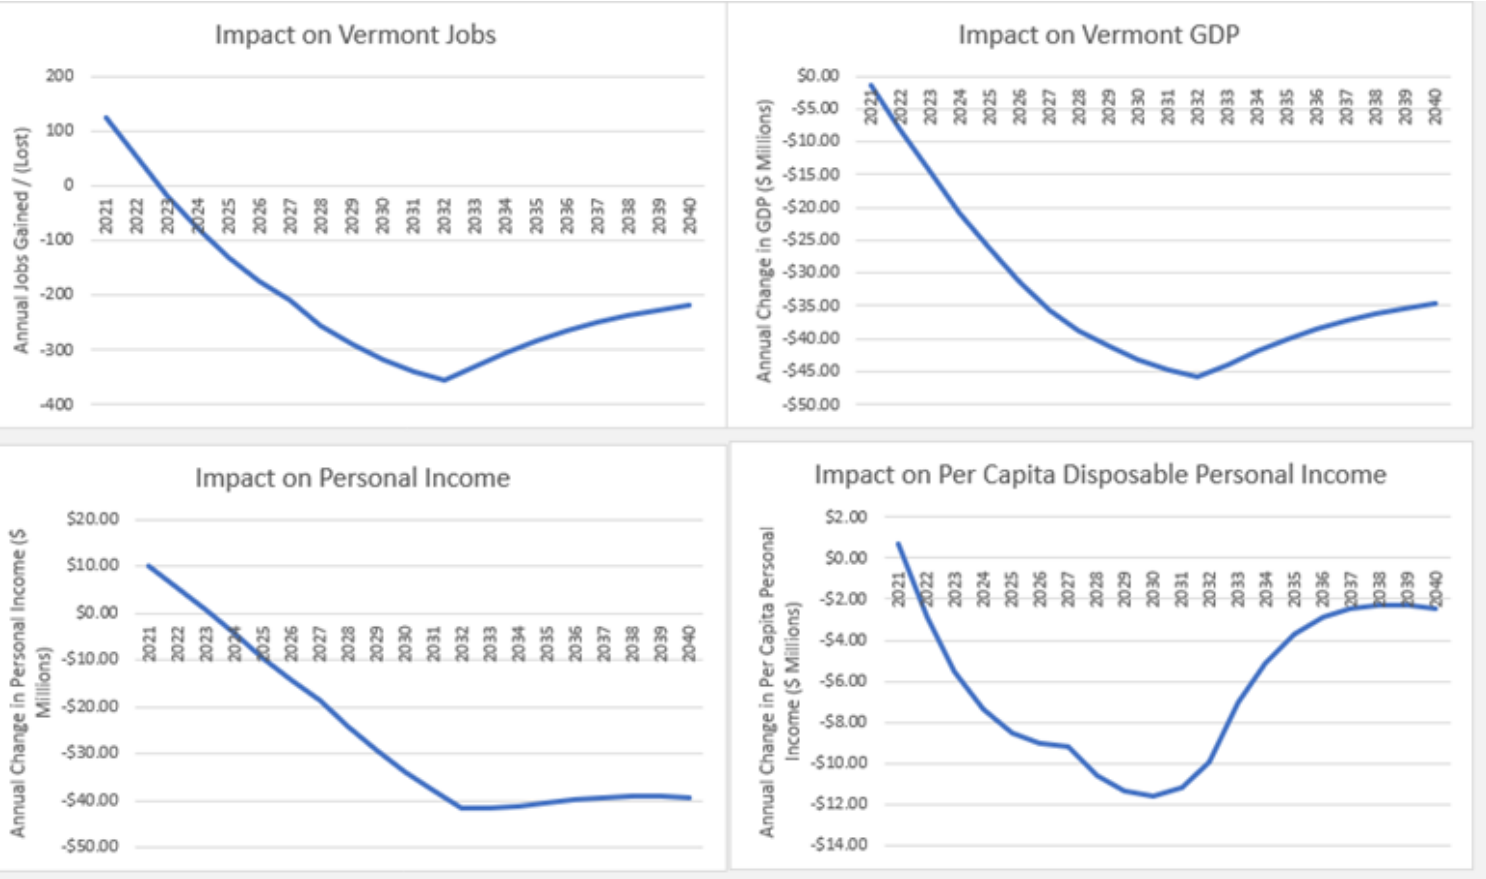 Impact on Vermont Jobs
Annual Jobs Gained / (Lost)
200
100
0
-100
-200
-300
-400
2021 2022 2023 2024 2025 2026 2027 2028 2029 2030 2031 2032 2033 2034 2035 2036 2037 2038 2039 2040
Impact on Vermont GDP
Annual Change in GDP ($ Millions)
$0.00
-$5.00
-$10.00
-$15.00
-$20.00
-$25.00
-$30.00
-$35.00
-$40.00
-$45.00
-$50.00
2021 2022 2023 2024 2025 2026 2027 2028 2029 2030 2031 2032 2033 2034 2035 2036 2037 2038 2039 2040
Impact on Personal Income
Annual Change in Personal Income ($
Millions)
$20.00
$10.00
$0.00
-$10.00
-$20.00
-$30.00
-$40.00
-$50.00
2021 2022 2023 2024 2025 2026 2027 2028 2029 2030 2031 2032 2033 2034 2035 2036 2037 2038 2039 2040
Impact on Per Capita Disposable Personal Income
Annual Change in Per Capita Personal
Income ($ Millions)
$2.00
$0.00
-$2.00
-$4.00
-$6.00
-$8.00
-$10.00
-$12.00
-$14.00
2021 2022 2023 2024 2025 2026 2027 2028 2029 2030 2031 2032 2033 2034 2035 2036 2037 2038 2039 2040